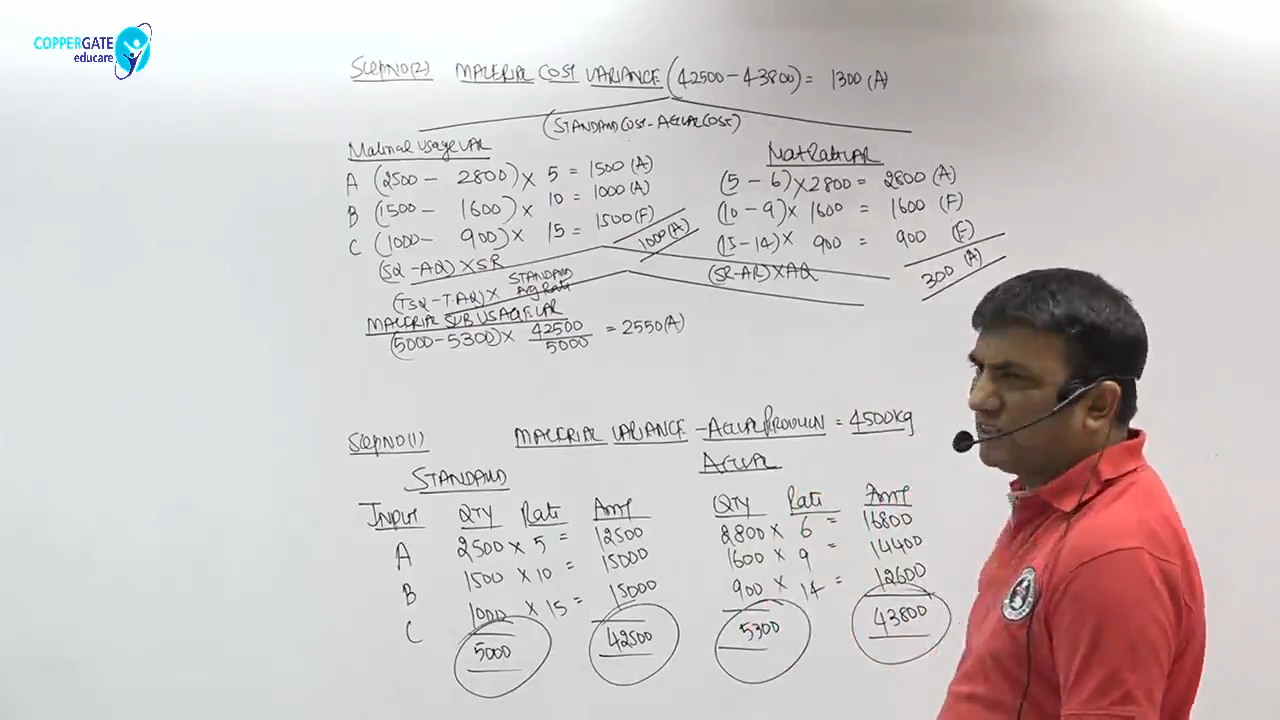 COPPERGATE
educare
Step NO(2) MATERIAL COST VARIANCE (42500-43800) = 1300 (A)
(STANDARD COST - ACTUAL COST)
Material Usage VAR
A (2500 - 2800) × 5 = 1500 (A)
B (1500 - 1600) × 10 = 1000 (A)
C (1000 - 900) × 15 = 1500 (F)
1000 (A)
(SQ - AQ) × SR
Mat Rate VAR
(5 - 6) × 2800 = 2800 (A)
(10 - 9) × 1600 = 1600 (F)
(15 - 14) × 900 = 900 (F)
300 (A)
(SR-AR) × AQ
(TSQ - T.AQ) × STANDARD Avg Rate
MATERIAL SUB USAGE VAR
(5000 - 5300) × 42500 / 5000 = 2550 (A)
Step NO(1) MATERIAL VARIANCE - ACTUAL PRODUCN = 4500 kg
STANDARD ACTUAL
INPUT QTY Rate AMT QTY Rate AMT
A 2500 × 5 = 12500 2800 × 6 = 16800
B 1500 × 10 = 15000 1600 × 9 = 14400
C 1000 × 15 = 15000 900 × 14 = 12600
5000 42500 5300 43800